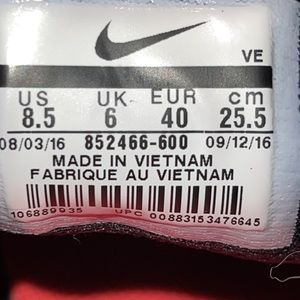 VE
US UK EUR cm
8.5 6 40 25.5
08/03/16 852466-600 09/12/16
MADE IN VIETNAM
FABRIQUE AU VIETNAM
106889935 UPC 00883153476645